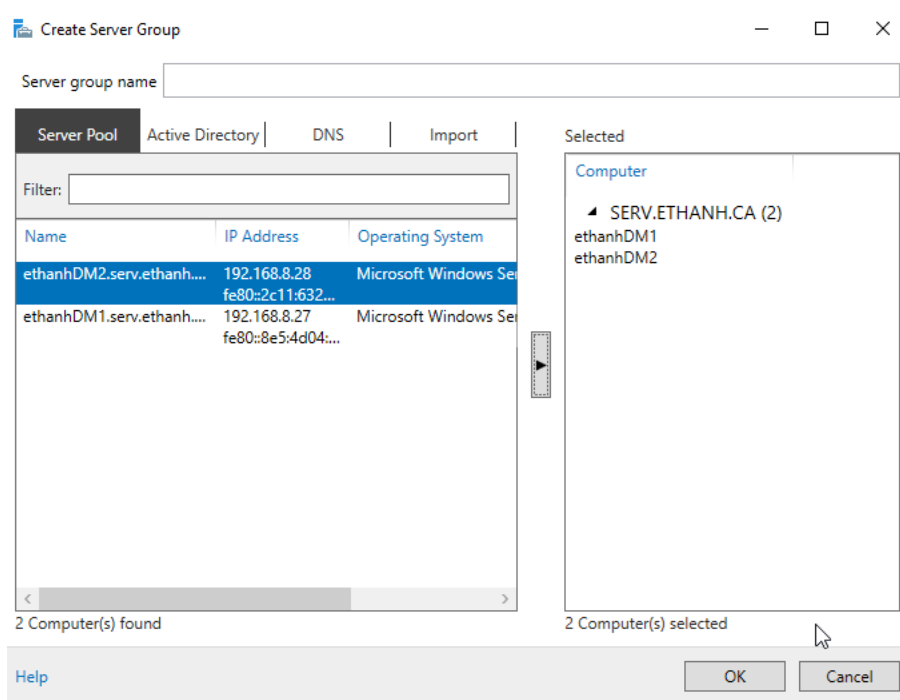 Create Server Group
Server group name
Server Pool Active Directory DNS Import
Filter:
Name IP Address Operating System
ethanhDM2.serv.ethanh.... 192.168.8.28 Microsoft Windows Ser
fe80::2c11:632...
ethanhDM1.serv.ethanh.... 192.168.8.27 Microsoft Windows Ser
fe80::8e5:4d04:...
2 Computer(s) found
Selected
Computer
SERV.ETHANH.CA (2)
ethanhDM1
ethanhDM2
2 Computer(s) selected
Help OK Cancel